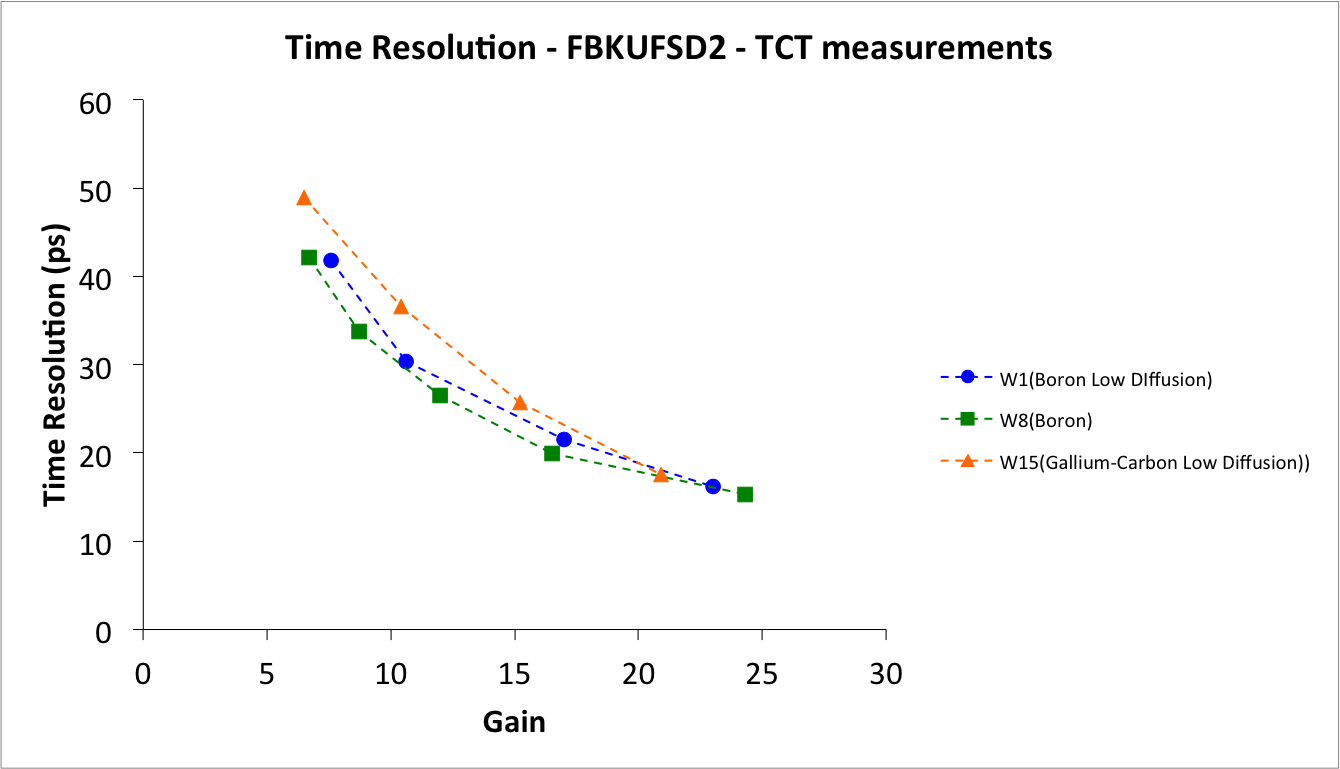 Time Resolution - FBKUFSD2 - TCT measurements
60
50
40
30
20
10
0
Time Resolution (ps)
0 5 10 15 20 25 30
Gain
W1(Boron Low DIffusion)
W8(Boron)
W15(Gallium-Carbon Low Diffusion))